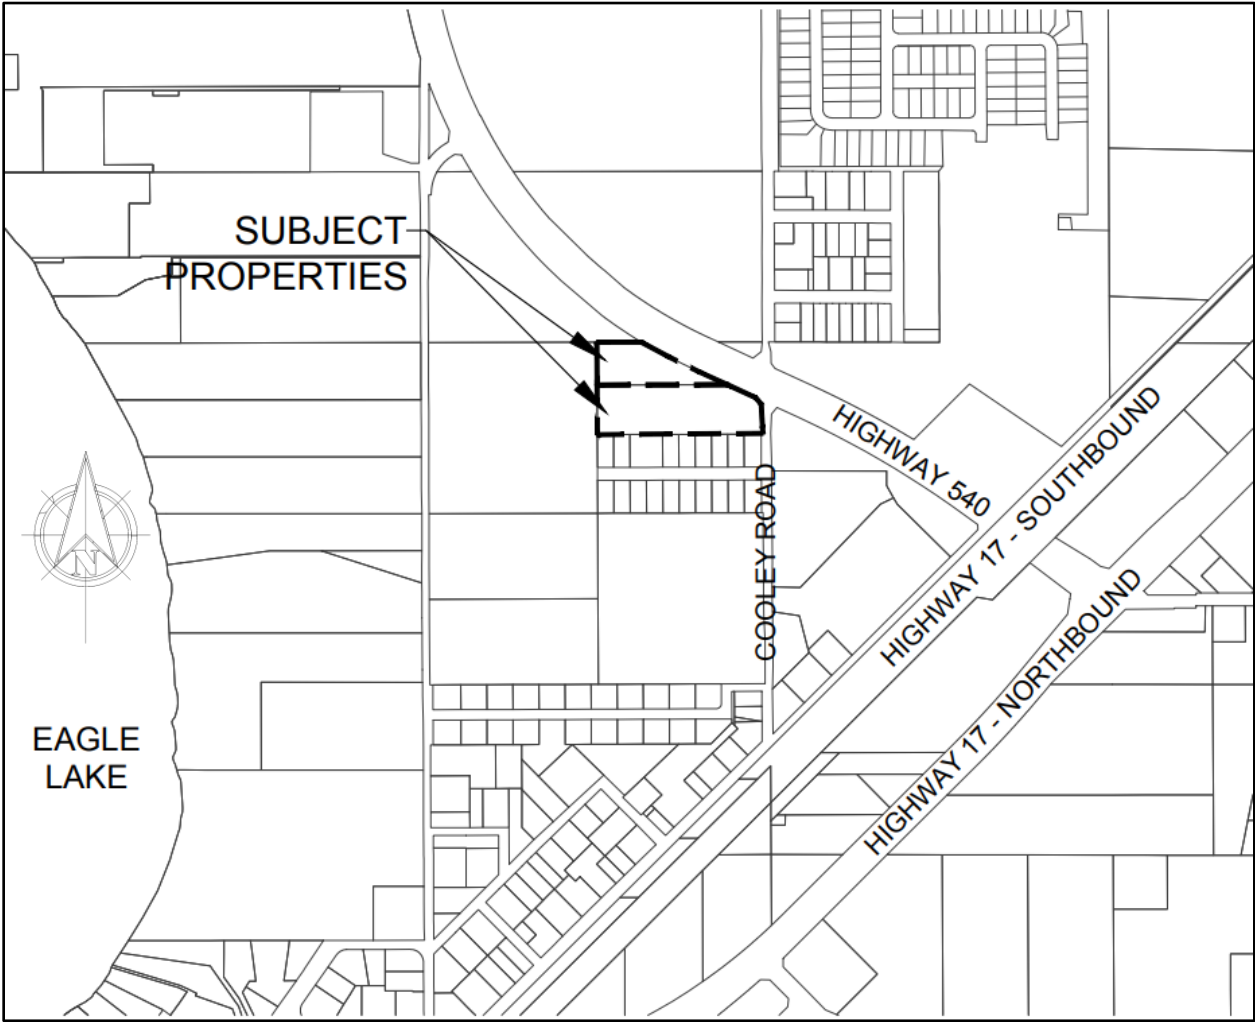 SUBJECT
PROPERTIES
HIGHWAY 540
HIGHWAY 17 - SOUTHBOUND
COOLEY ROAD
N
HIGHWAY 17 - NORTHBOUND
EAGLE
LAKE